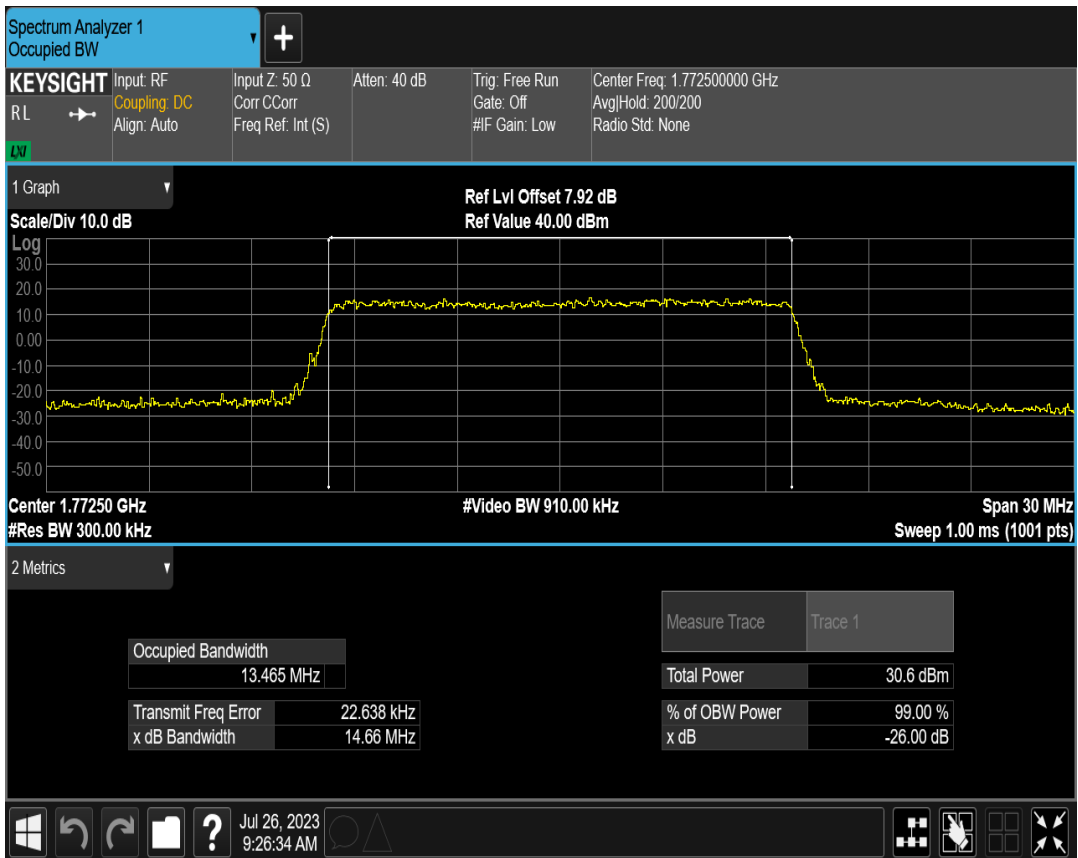 Spectrum Analyzer 1
Occupied BW
+
KEYSIGHT
RL
LXI
Input: RF
Coupling: DC
Align: Auto
Input Z: 50 Ω
Corr CCorr
Freq Ref: Int (S)
Atten: 40 dB
Trig: Free Run
Gate: Off
#IF Gain: Low
Center Freq: 1.772500000 GHz
Avg|Hold: 200/200
Radio Std: None
1 Graph
Scale/Div 10.0 dB
Ref Lvl Offset 7.92 dB
Ref Value 40.00 dBm
Log
30.0
20.0
10.0
0.00
-10.0
-20.0
-30.0
-40.0
-50.0
Center 1.77250 GHz
#Res BW 300.00 kHz
#Video BW 910.00 kHz
Span 30 MHz
Sweep 1.00 ms (1001 pts)
2 Metrics
Measure Trace Trace 1
Occupied Bandwidth
13.465 MHz
Total Power 30.6 dBm
Transmit Freq Error 22.638 kHz
% of OBW Power 99.00 %
x dB Bandwidth 14.66 MHz
x dB -26.00 dB
?
Jul 26, 2023
9:26:34 AM